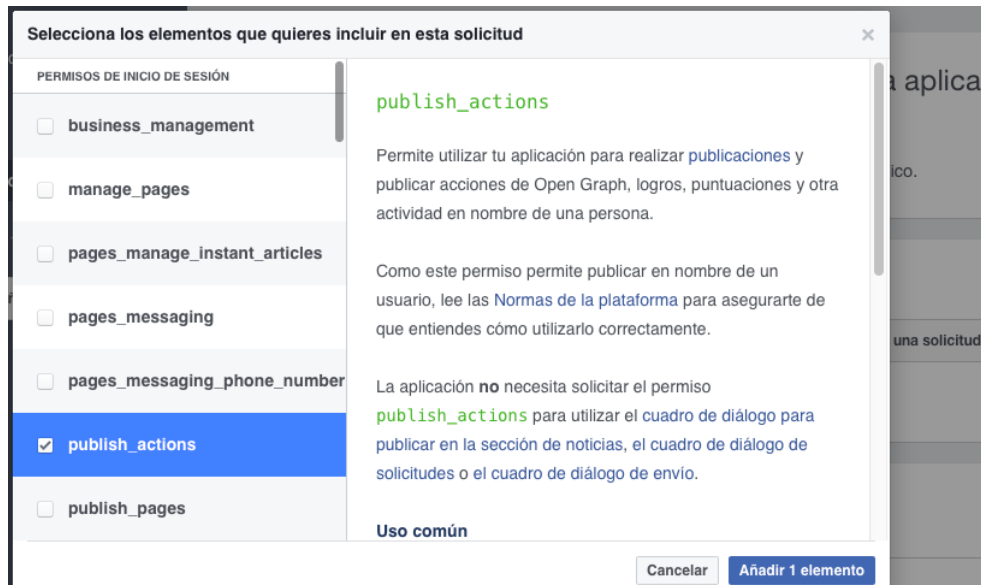 Selecciona los elementos que quieres incluir en esta solicitud
PERMISOS DE INICIO DE SESIÓN
business_management
manage_pages
pages_manage_instant_articles
pages_messaging
pages_messaging_phone_number
publish_actions
publish_pages
publish_actions
Permite utilizar tu aplicación para realizar publicaciones y
publicar acciones de Open Graph, logros, puntuaciones y otra
actividad en nombre de una persona.
Como este permiso permite publicar en nombre de un
usuario, lee las Normas de la plataforma para asegurarte de
que entiendes cómo utilizarlo correctamente.
La aplicación no necesita solicitar el permiso
publish_actions para utilizar el cuadro de diálogo para
publicar en la sección de noticias, el cuadro de diálogo de
solicitudes o el cuadro de diálogo de envío.
Uso común
Cancelar
Añadir 1 elemento
a aplica
ico.
una solicitud